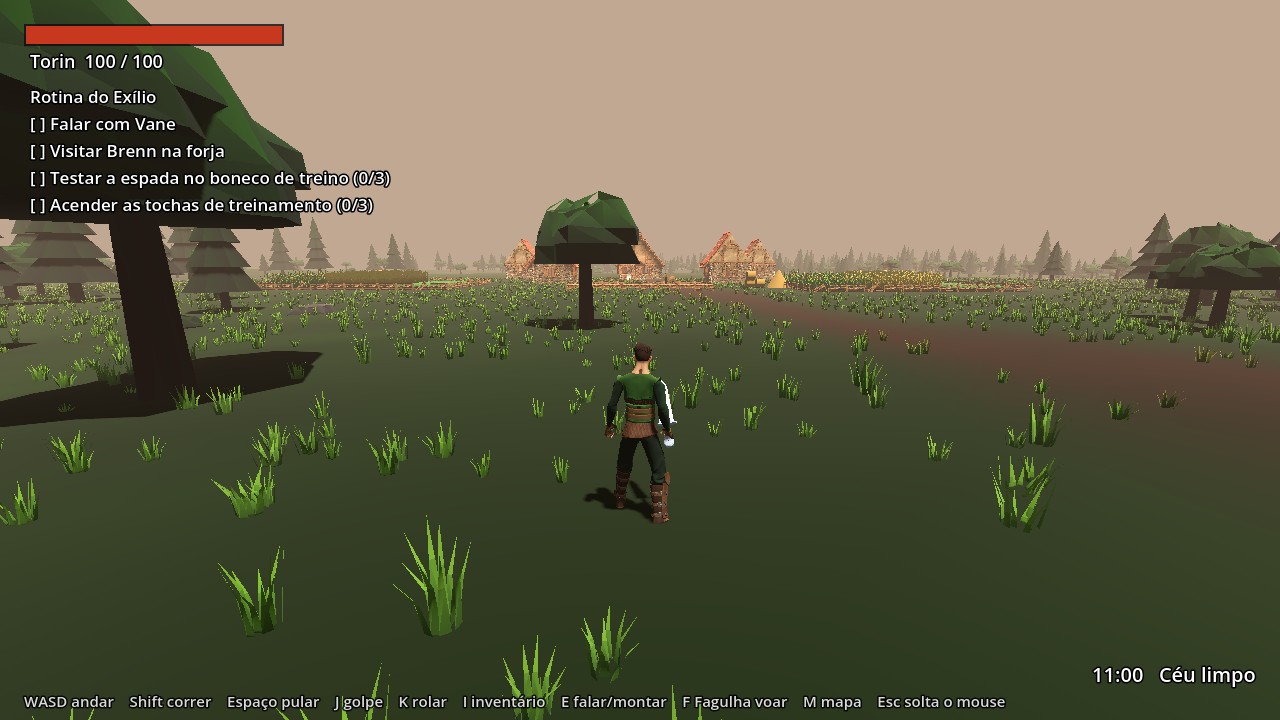 Torin 100 / 100
Rotina do Exílio
[ ] Falar com Vane
[ ] Visitar Brenn na forja
[ ] Testar a espada no boneco de treino (0/3)
[ ] Acender as tochas de treinamento (0/3)
11:00 Céu limpo
WASD andar Shift correr Espaço pular J golpe K rolar I inventário E falar/montar F Fagulha voar M mapa Esc solta o mouse